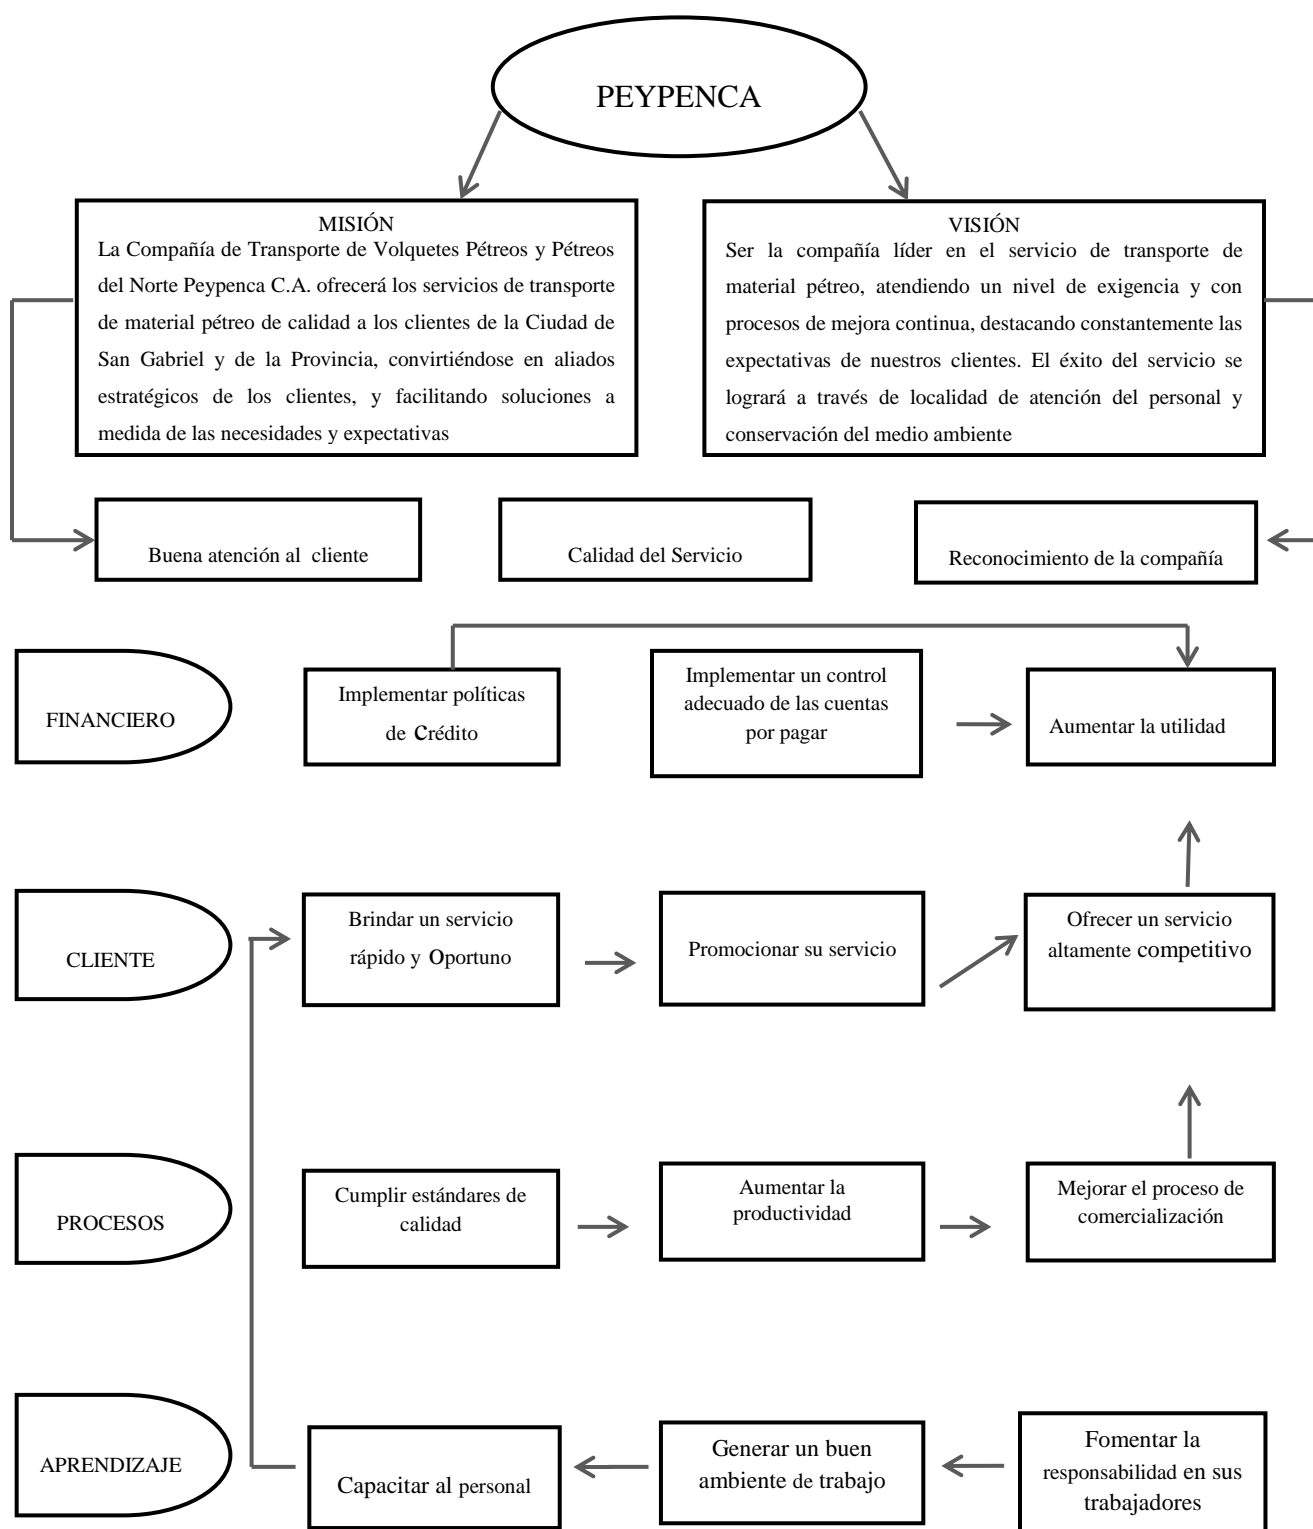 PEYPENCA
MISIÓN
La Compañía de Transporte de Volquetes Pétreos y Pétreos
del Norte Peypenca C.A. ofrecerá los servicios de transporte
de material pétreo de calidad a los clientes de la Ciudad de
San Gabriel y de la Provincia, convirtiéndose en aliados
estratégicos de los clientes, y facilitando soluciones a
medida de las necesidades y expectativas
VISIÓN
Ser la compañía líder en el servicio de transporte de
material pétreo, atendiendo un nivel de exigencia y con
procesos de mejora continua, destacando constantemente las
expectativas de nuestros clientes. El éxito del servicio se
logrará a través de localidad de atención del personal y
conservación del medio ambiente
Buena atención al cliente
Calidad del Servicio
Reconocimiento de la compañía
FINANCIERO
Implementar políticas
de Crédito
Implementar un control
adecuado de las cuentas
por pagar
Aumentar la utilidad
CLIENTE
Brindar un servicio
rápido y Oportuno
Promocionar su servicio
Ofrecer un servicio
altamente competitivo
PROCESOS
Cumplir estándares de
calidad
Aumentar la
productividad
Mejorar el proceso de
comercialización
APRENDIZAJE
Capacitar al personal
Generar un buen
ambiente de trabajo
Fomentar la
responsabilidad en sus
trabajadores